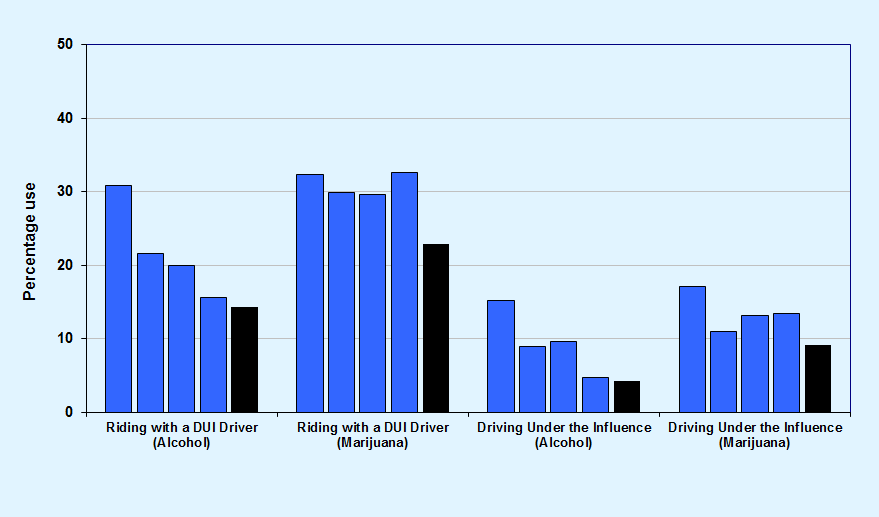 50
40
30
20
10
0
Percentage use
Riding with a DUI Driver
(Alcohol)
Riding with a DUI Driver
(Marijuana)
Driving Under the Influence
(Alcohol)
Driving Under the Influence
(Marijuana)